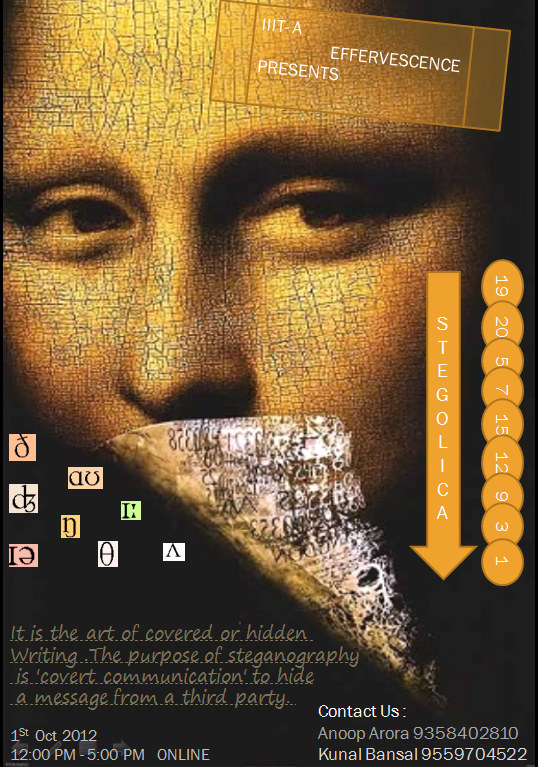 IIIT-A
EFFERVESCENCE
PRESENTS
S
T
E
G
O
L
I
C
A
19
20
5
7
15
12
9
3
1
ð
aʊ
ʤ
ɪː
ŋ
ɪə
θ
ʌ
It is the art of covered or hidden
Writing .The purpose of steganography
is 'covert communication' to hide
a message from a third party.
1St Oct 2012
12:00 PM - 5:00 PM ONLINE
Contact Us :
Anoop Arora 9358402810
Kunal Bansal 9559704522